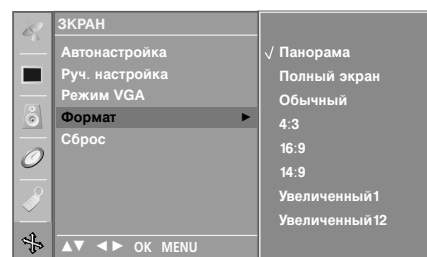 ЗКРАН
Автонастройка
Руч. настройка
Режим VGA
Формат ►
Сброс
▲▼ ◄► OK MENU
√ Панорама
Полный экран
Обычный
4:3
16:9
14:9
Увеличенный1
Увеличенный12